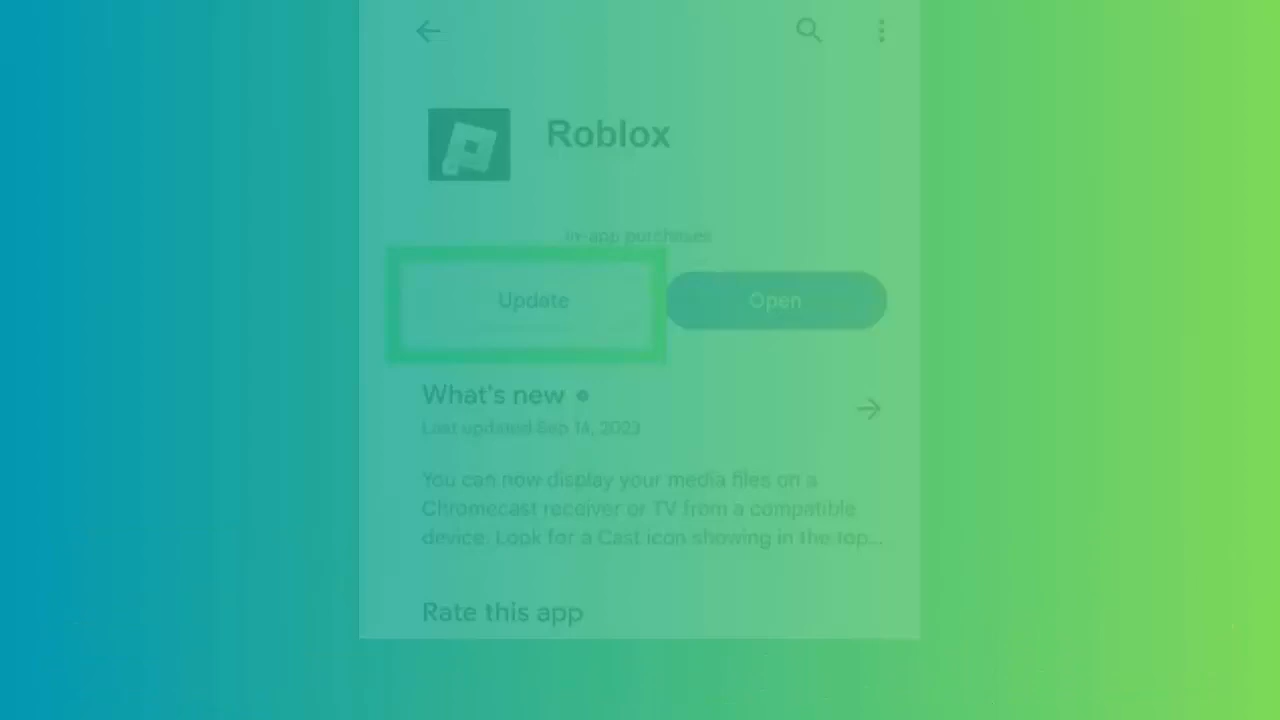 Roblox
In-app purchases
Update
Open
What's new
Last updated Sep 14, 2023
You can now display your media files on a
Chromecast receiver or TV from a compatible
device. Look for a Cast icon showing in the top...
Rate this app